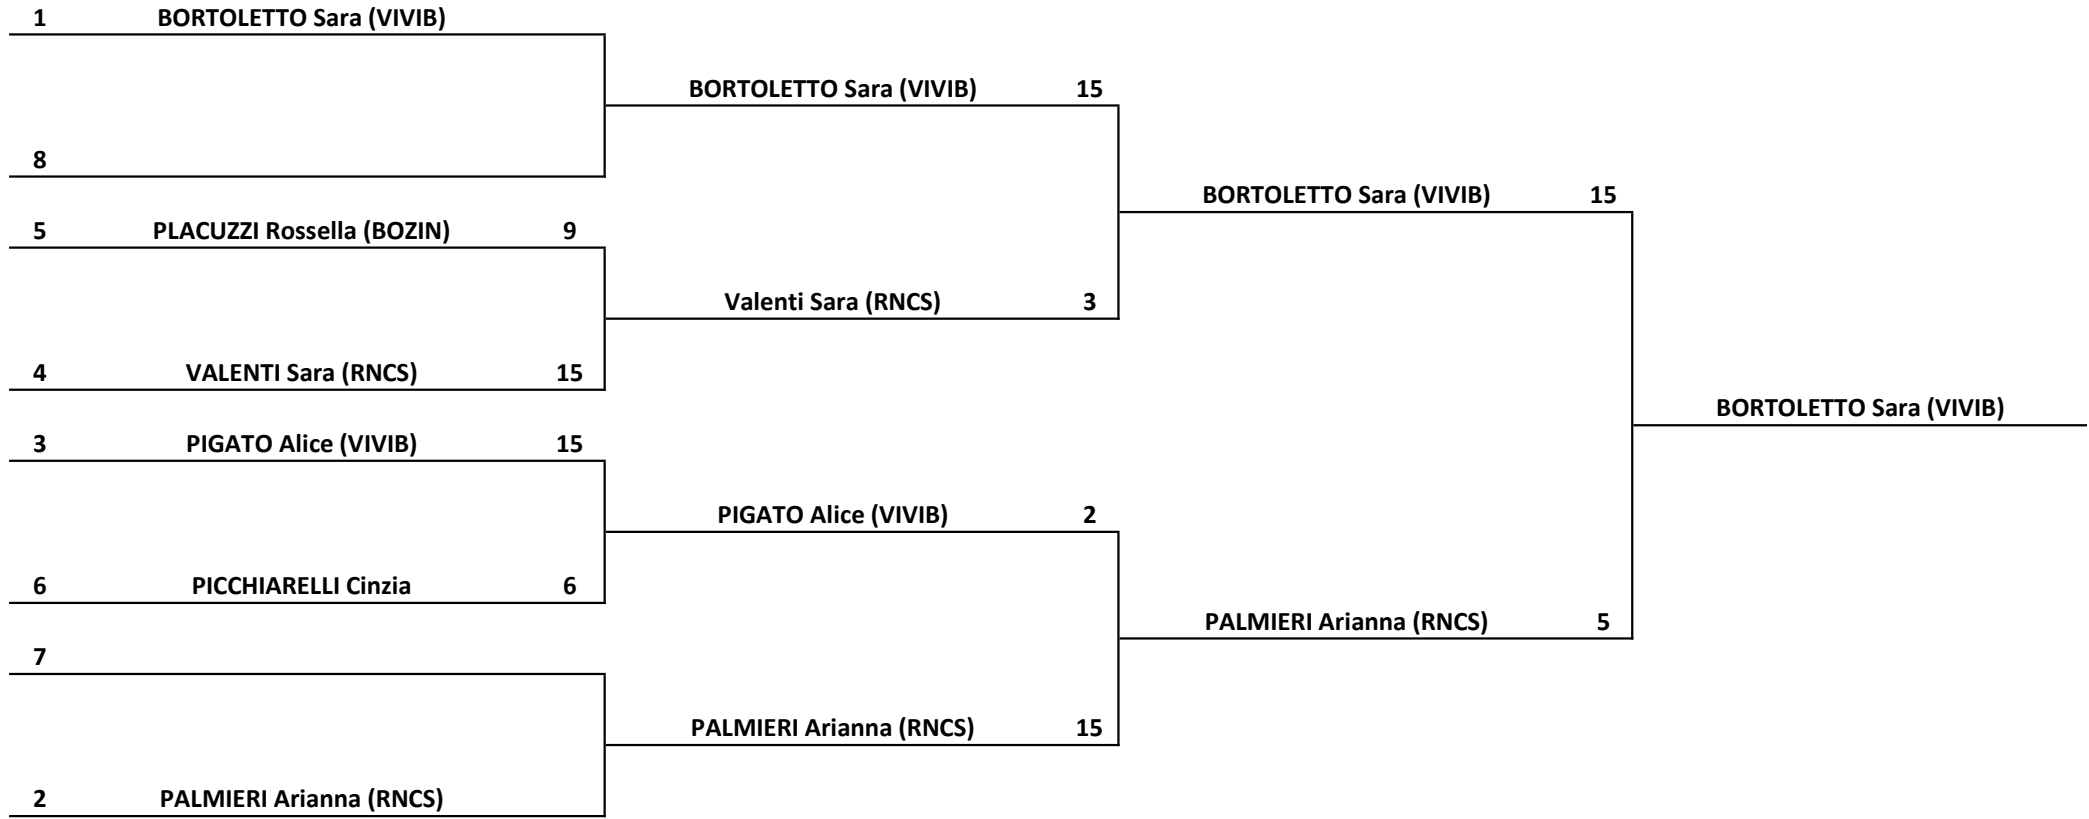 1 BORTOLETTO Sara (VIVIB)
BORTOLETTO Sara (VIVIB) 15
8
BORTOLETTO Sara (VIVIB) 15
5 PLACUZZI Rossella (BOZIN) 9
Valenti Sara (RNCS) 3
4 VALENTI Sara (RNCS) 15
BORTOLETTO Sara (VIVIB)
3 PIGATO Alice (VIVIB) 15
PIGATO Alice (VIVIB) 2
6 PICCHIARELLI Cinzia 6
PALMIERI Arianna (RNCS) 5
7
PALMIERI Arianna (RNCS) 15
2 PALMIERI Arianna (RNCS)